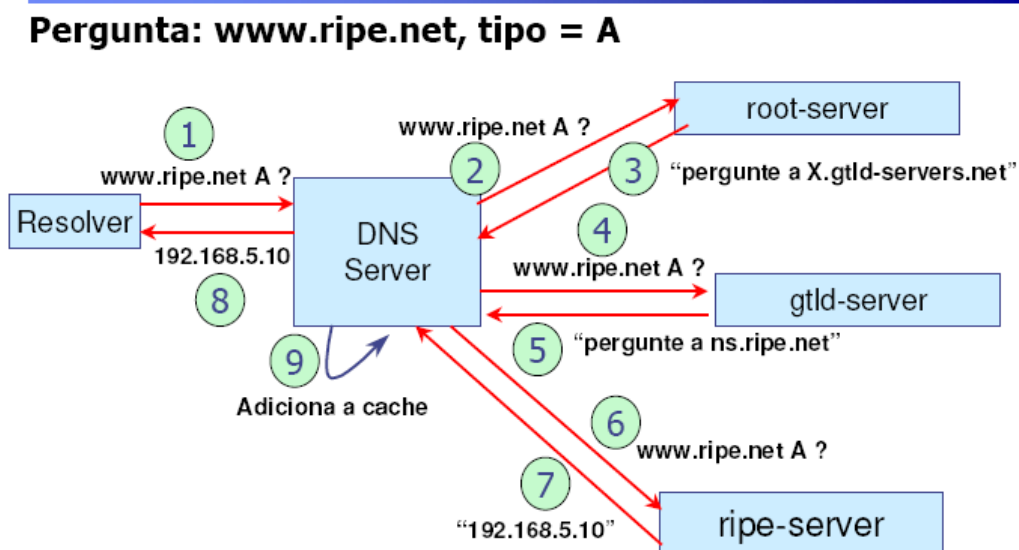 Pergunta: www.ripe.net, tipo = A
root-server
www.ripe.net A ?
1
2
3
"pergunte a X.gtld-servers.net"
www.ripe.net A ?
Resolver
DNS
Server
4
192.168.5.10
www.ripe.net A ?
8
gtld-server
5
"pergunte a ns.ripe.net"
9
Adiciona a cache
6
www.ripe.net A ?
7
"192.168.5.10"
ripe-server